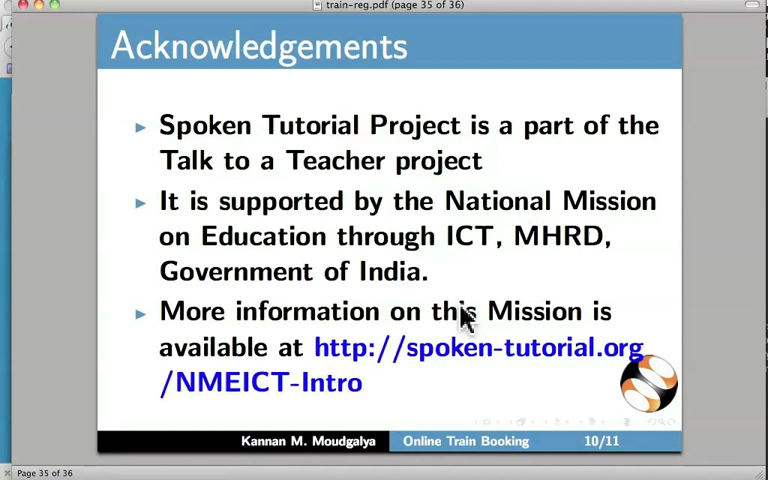 train-reg.pdf (page 35 of 36)
Acknowledgements
Spoken Tutorial Project is a part of the
Talk to a Teacher project
It is supported by the National Mission
on Education through ICT, MHRD,
Government of India.
More information on this Mission is
available at http://spoken-tutorial.org
/NMEICT-Intro
Kannan M. Moudgalya Online Train Booking 10/11
Page 35 of 36